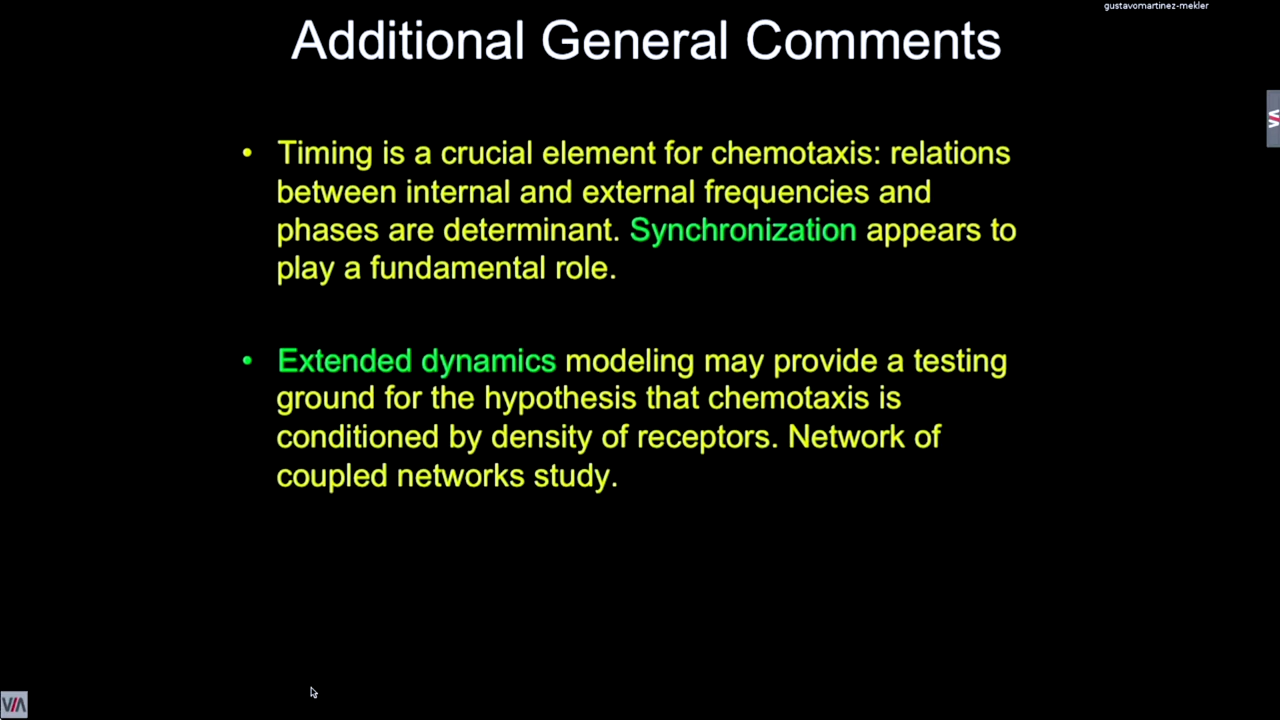 gustavomartinez-mekler
Additional General Comments
• Timing is a crucial element for chemotaxis: relations
between internal and external frequencies and
phases are determinant. Synchronization appears to
play a fundamental role.
• Extended dynamics modeling may provide a testing
ground for the hypothesis that chemotaxis is
conditioned by density of receptors. Network of
coupled networks study.
VIA